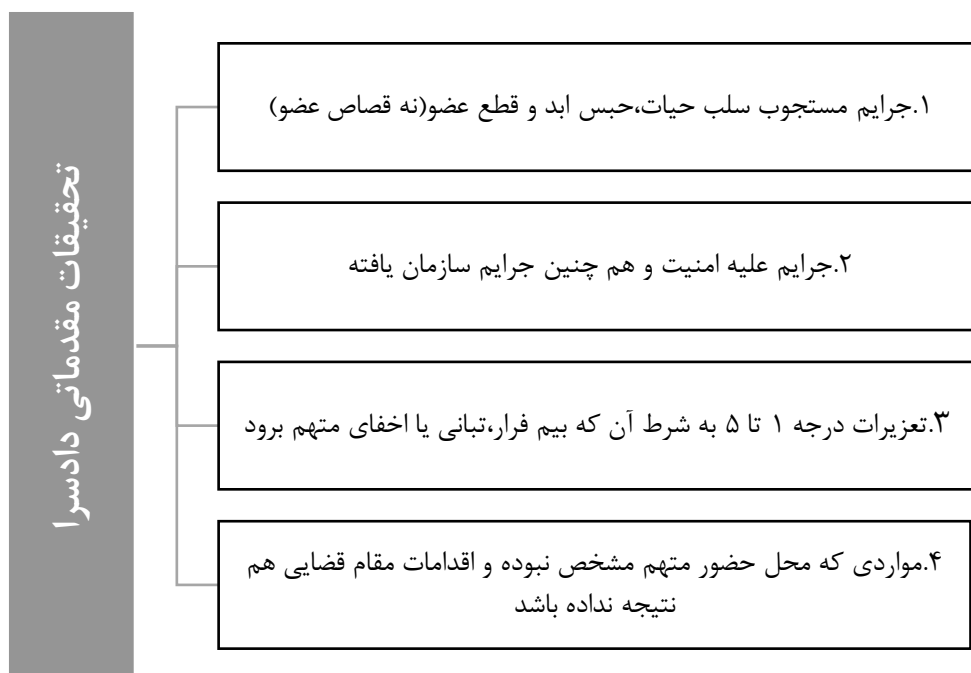 تحقیقات مقدماتی دادسرا
۱.جرایم مستجوب سلب حیات،حبس ابد و قطع عضو(نه قصاص عضو)
۲.جرایم علیه امنیت و هم چنین جرایم سازمان یافته
۳.تعزیرات درجه ۱ تا ۵ به شرط آن که بیم فرار،تبانی یا اخفای متهم برود
۴.مواردی که محل حضور متهم مشخص نبوده و اقدامات مقام قضایی هم
نتیجه نداده باشد